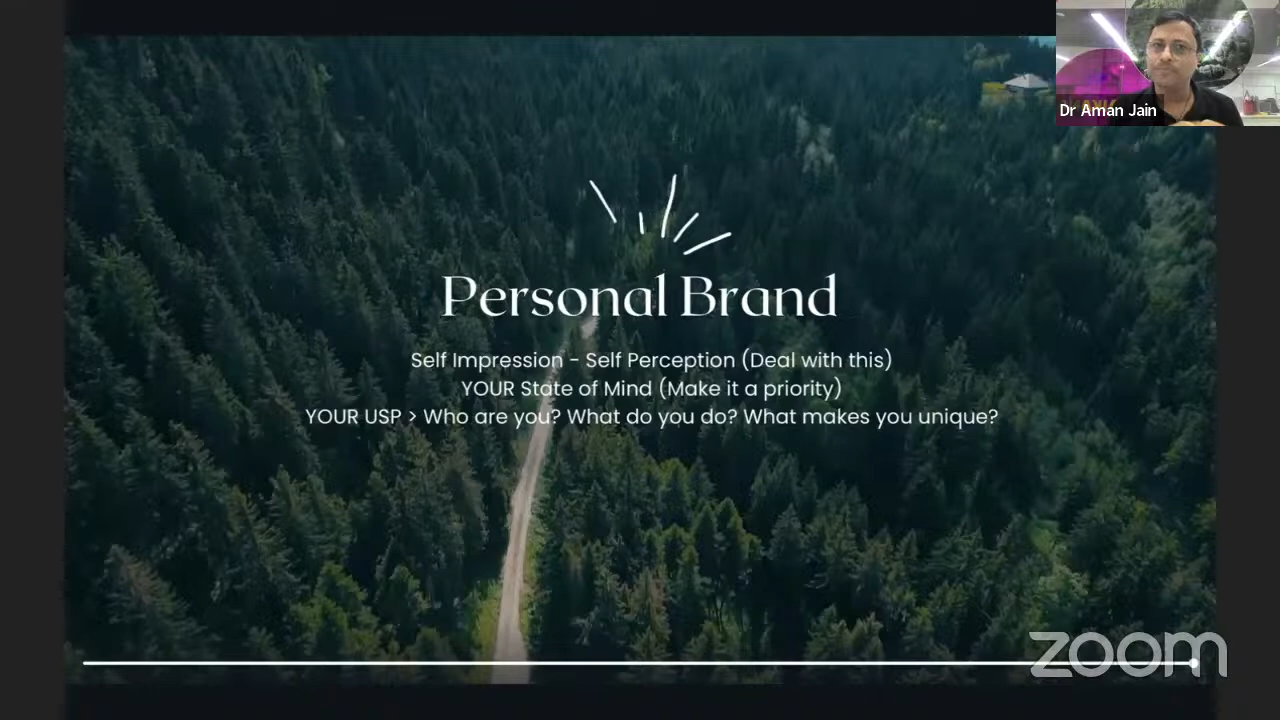 Dr Aman Jain
Personal Brand
Self Impression - Self Perception (Deal with this)
YOUR State of Mind (Make it a priority)
YOUR USP > Who are you? What do you do? What makes you unique?
zoom